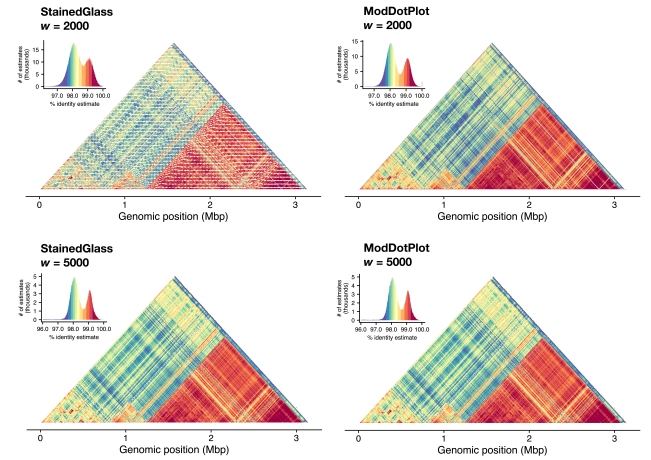 StainedGlass
w = 2000
# of estimates
(thousands)
15
10
5
0
97.0 98.0 99.0 100.0
% identity estimate
0 1 2 3
Genomic position (Mbp)
ModDotPlot
w = 2000
# of estimates
(thousands)
15
10
5
0
97.0 98.0 99.0 100.0
% identity estimate
0 1 2 3
Genomic position (Mbp)
StainedGlass
w = 5000
# of estimates
(thousands)
5
4
3
2
1
0
96.0 97.0 98.0 99.0 100.0
% identity estimate
0 1 2 3
Genomic position (Mbp)
ModDotPlot
w = 5000
# of estimates
(thousands)
5
4
3
2
1
0
96.0 97.0 98.0 99.0 100.0
% identity estimate
0 1 2 3
Genomic position (Mbp)